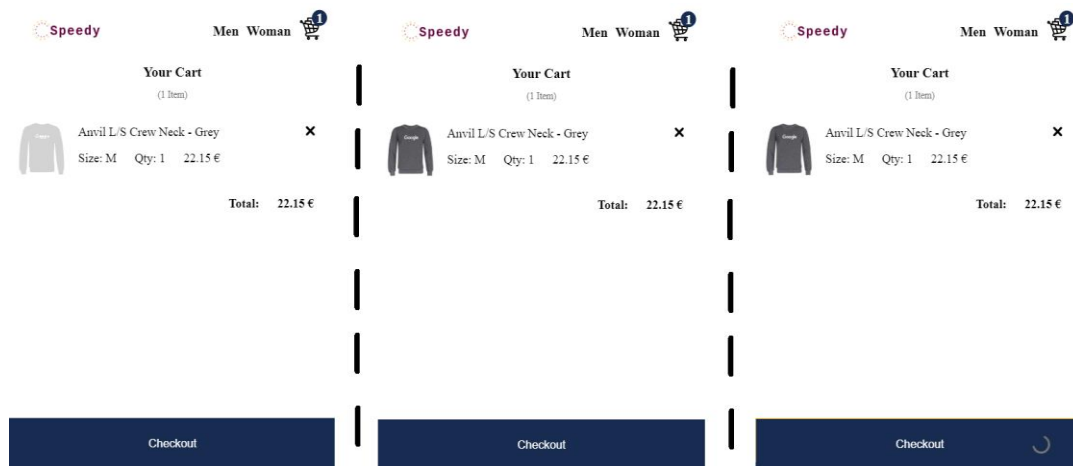 Speedy Men Woman 1
Your Cart
(1 Item)
Anvil L/S Crew Neck - Grey ×
Size: M Qty: 1 22.15 €
Total: 22.15 €
Checkout
Speedy Men Woman 1
Your Cart
(1 Item)
Google
Anvil L/S Crew Neck - Grey ×
Size: M Qty: 1 22.15 €
Total: 22.15 €
Checkout
Speedy Men Woman 1
Your Cart
(1 Item)
Google
Anvil L/S Crew Neck - Grey ×
Size: M Qty: 1 22.15 €
Total: 22.15 €
Checkout